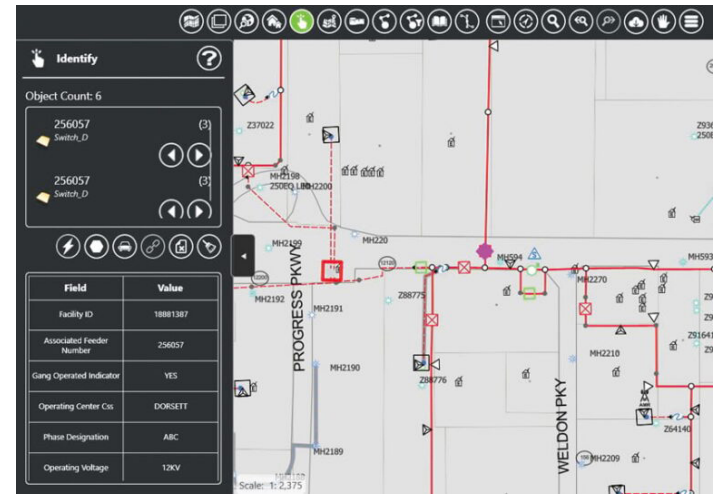 Identify
?
Object Count: 6
256057
(3)
Switch_D
256057
(3)
Switch_D
Field Value
Facility ID 18881387
Associated Feeder Number 256057
Gang Operated Indicator YES
Operating Center Css DORSETT
Phase Designation ABC
Operating Voltage 12KV
Z37022
MH2198
250EQ
MH2200
MH2199
MH220
MH2192
MH2191
MH2190
MH2189
PROGRESS PKWY
12120
Z88775
Z88776
MH594
MH593
MH2270
MH2210
MH2209
WELDON PKY
Z64140
Scale: 1: 2,375